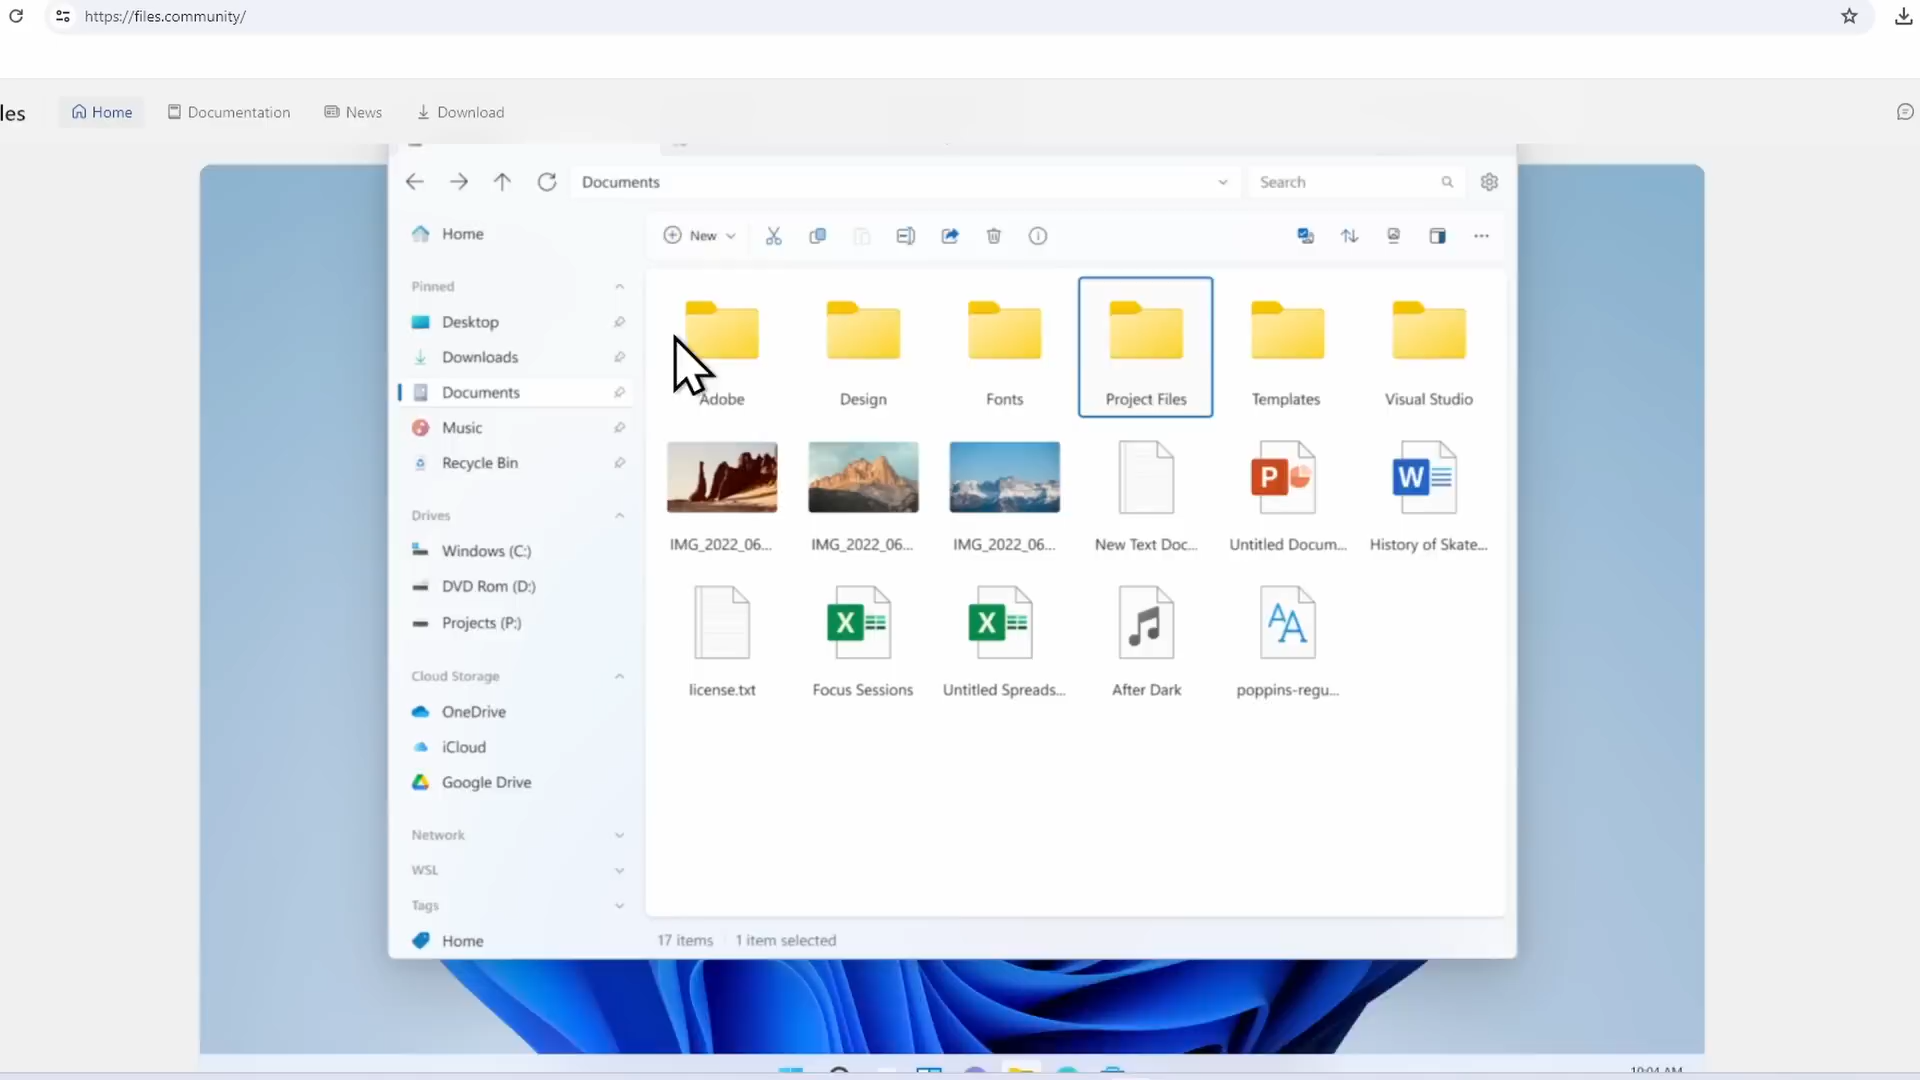 https://files.community/
les
Home
Documentation
News
Download
Documents
Search
Home
New
Pinned
Desktop
Downloads
Documents
Music
Recycle Bin
Drives
Windows (C:)
DVD Rom (D:)
Projects (P:)
Cloud Storage
OneDrive
iCloud
Google Drive
Network
WSL
Tags
Home
Adobe
Design
Fonts
Project Files
Templates
Visual Studio
IMG_2022_06...
IMG_2022_06...
IMG_2022_06...
New Text Doc...
Untitled Docum...
History of Skate...
license.txt
Focus Sessions
Untitled Spreads...
After Dark
poppins-regu...
17 items
1 item selected
10:04 AM